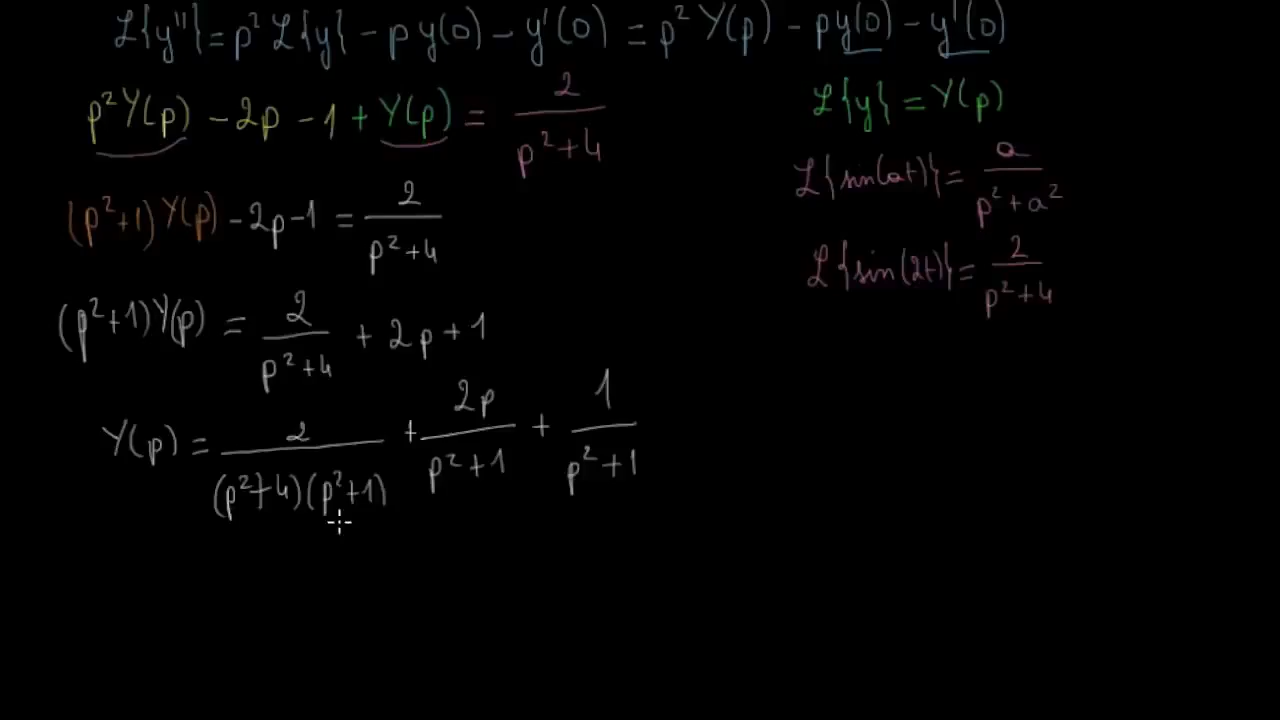 ℒ{y''} = p² ℒ{y} - p y(0) - y'(0) = p² Y(p) - p y(0) - y'(0)
p² Y(p) - 2p - 1 + Y(p) = 2/(p²+4)
ℒ{y} = Y(p)
ℒ{sin(at)} = a/(p²+a²)
(p²+1) Y(p) - 2p - 1 = 2/(p²+4)
ℒ{sin(2t)} = 2/(p²+4)
(p²+1) Y(p) = 2/(p²+4) + 2p + 1
Y(p) = 2/((p²+4)(p²+1)) + 2p/(p²+1) + 1/(p²+1)